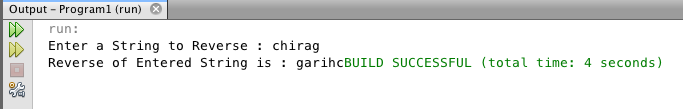 Output – Program1 (run)
run:
Enter a String to Reverse : chirag
Reverse of Entered String is : garihcBUILD SUCCESSFUL (total time: 4 seconds)